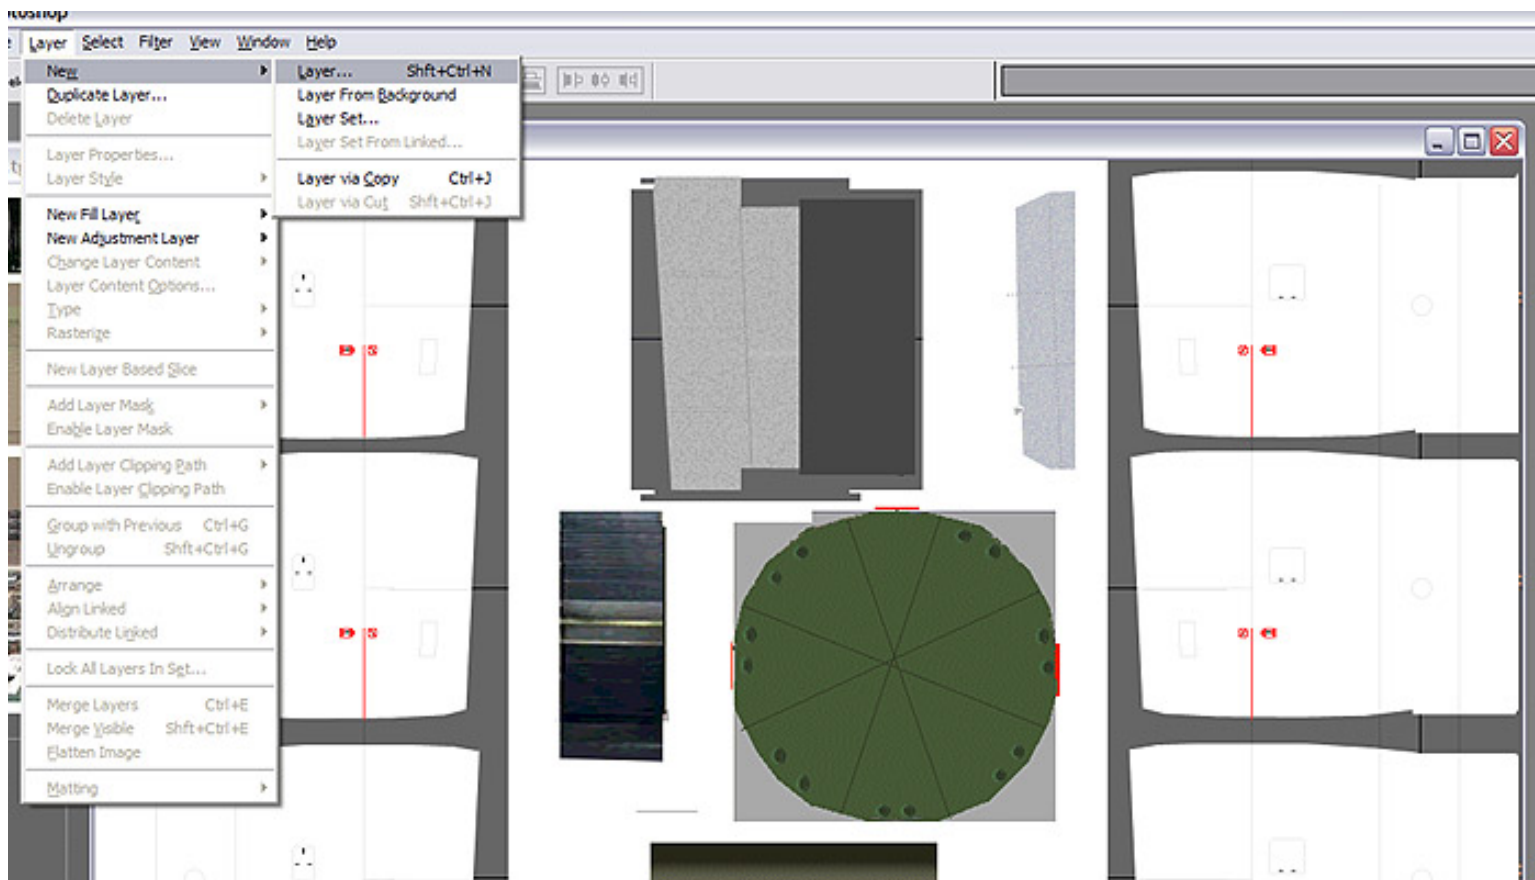 Layer Select Filter View Window Help
New
Duplicate Layer...
Delete Layer
Layer Properties...
Layer Style
New Fill Layer
New Adjustment Layer
Change Layer Content
Layer Content Options...
Type
Rasterize
New Layer Based Slice
Add Layer Mask
Enable Layer Mask
Add Layer Clipping Path
Enable Layer Clipping Path
Group with Previous Ctrl+G
Ungroup Shft+Ctrl+G
Arrange
Align Linked
Distribute Linked
Lock All Layers In Set...
Merge Layers Ctrl+E
Merge Visible Shft+Ctrl+E
Flatten Image
Matting
Layer... Shft+Ctrl+N
Layer From Background
Layer Set...
Layer Set From Linked...
Layer via Copy Ctrl+J
Layer via Cut Shft+Ctrl+J